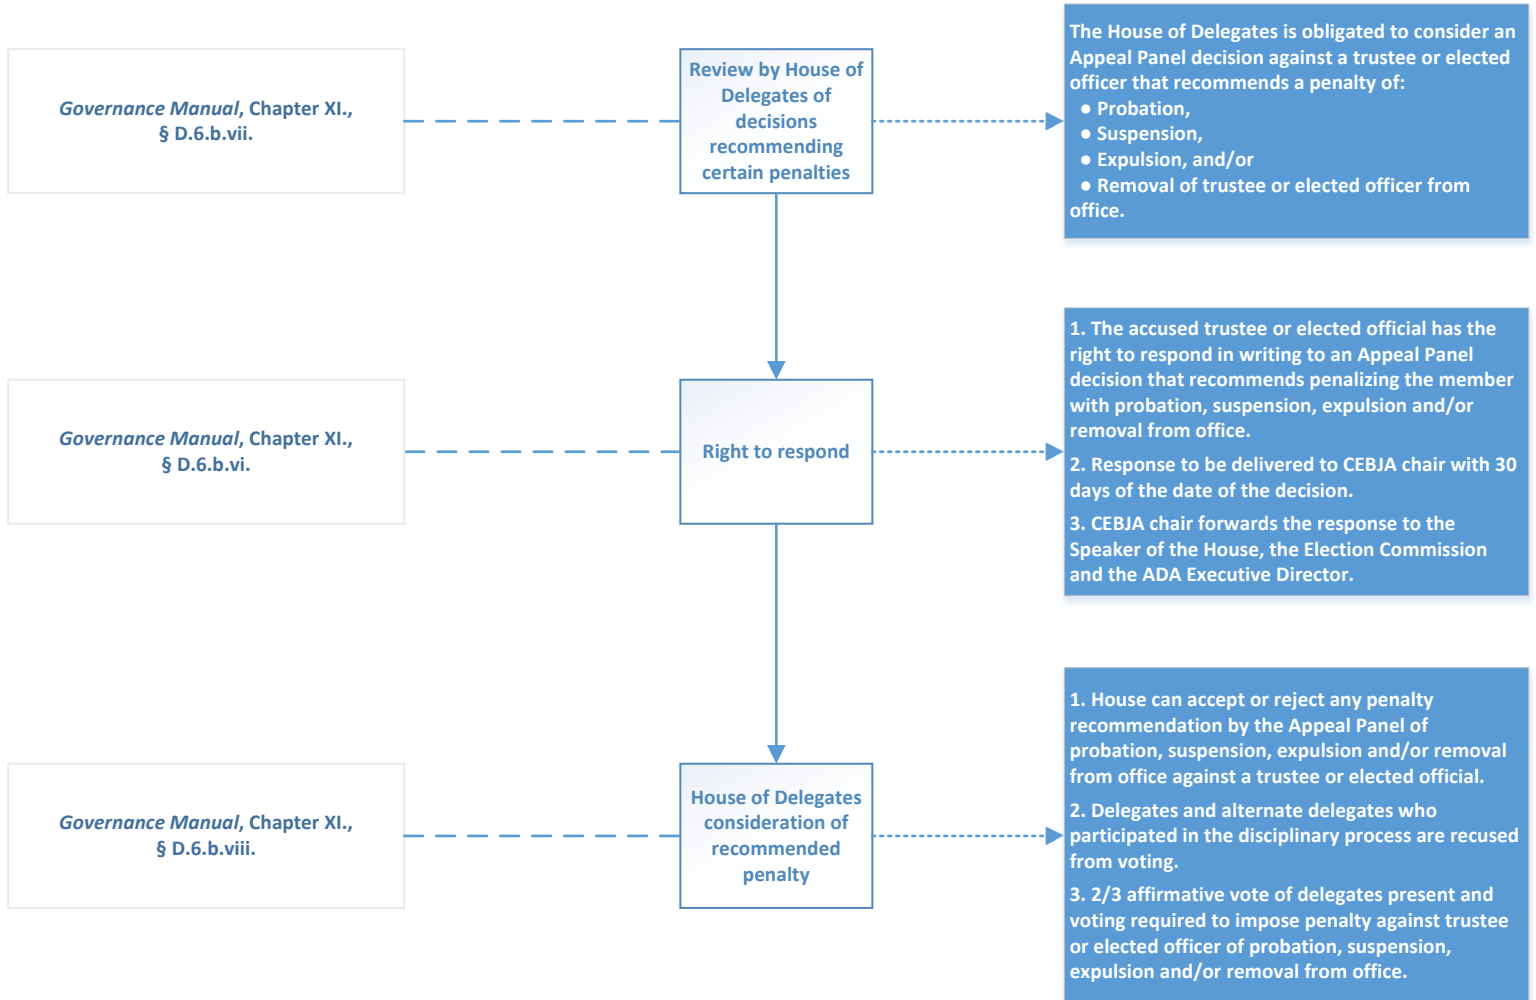 Governance Manual, Chapter XI.,
§ D.6.b.vii.
Review by House of
Delegates of
decisions
recommending
certain penalties
The House of Delegates is obligated to consider an
Appeal Panel decision against a trustee or elected
officer that recommends a penalty of:
● Probation,
● Suspension,
● Expulsion, and/or
● Removal of trustee or elected officer from
office.
Governance Manual, Chapter XI.,
§ D.6.b.vi.
Right to respond
1. The accused trustee or elected official has the
right to respond in writing to an Appeal Panel
decision that recommends penalizing the member
with probation, suspension, expulsion and/or
removal from office.
2. Response to be delivered to CEBJA chair with 30
days of the date of the decision.
3. CEBJA chair forwards the response to the
Speaker of the House, the Election Commission
and the ADA Executive Director.
Governance Manual, Chapter XI.,
§ D.6.b.viii.
House of Delegates
consideration of
recommended
penalty
1. House can accept or reject any penalty
recommendation by the Appeal Panel of
probation, suspension, expulsion and/or removal
from office against a trustee or elected official.
2. Delegates and alternate delegates who
participated in the disciplinary process are recused
from voting.
3. 2/3 affirmative vote of delegates present and
voting required to impose penalty against trustee
or elected officer of probation, suspension,
expulsion and/or removal from office.